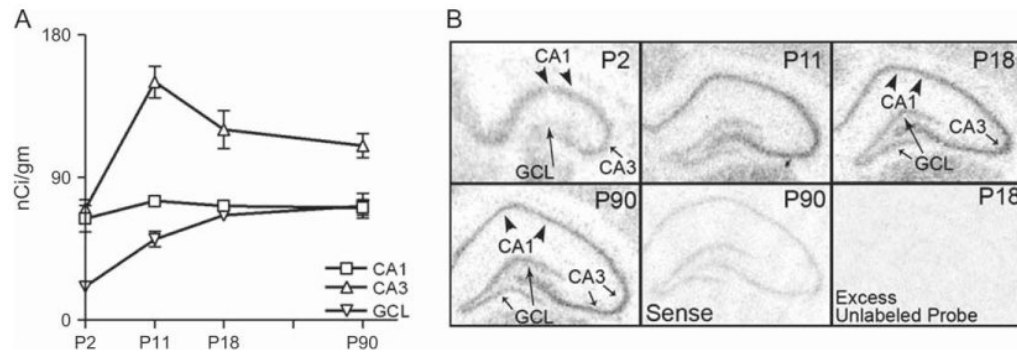 A
180
90
0
nCi/gm
P2
P11
P18
P90
CA1
CA3
GCL
B
P2
CA1
GCL
CA3
P11
P18
CA1
CA3
GCL
P90
CA1
CA3
GCL
P90
Sense
P18
Excess
Unlabeled Probe